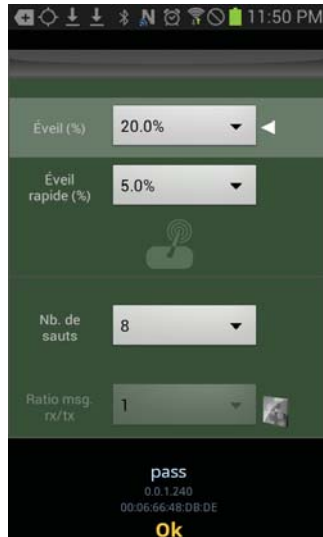 11:50 PM
Éveil (%)
20.0%
Éveil
rapide (%)
5.0%
Nb. de
sauts
8
Ratio msg.
rx/tx
1
pass
0.0.1.240
00:06:66:48:DB:DE
Ok